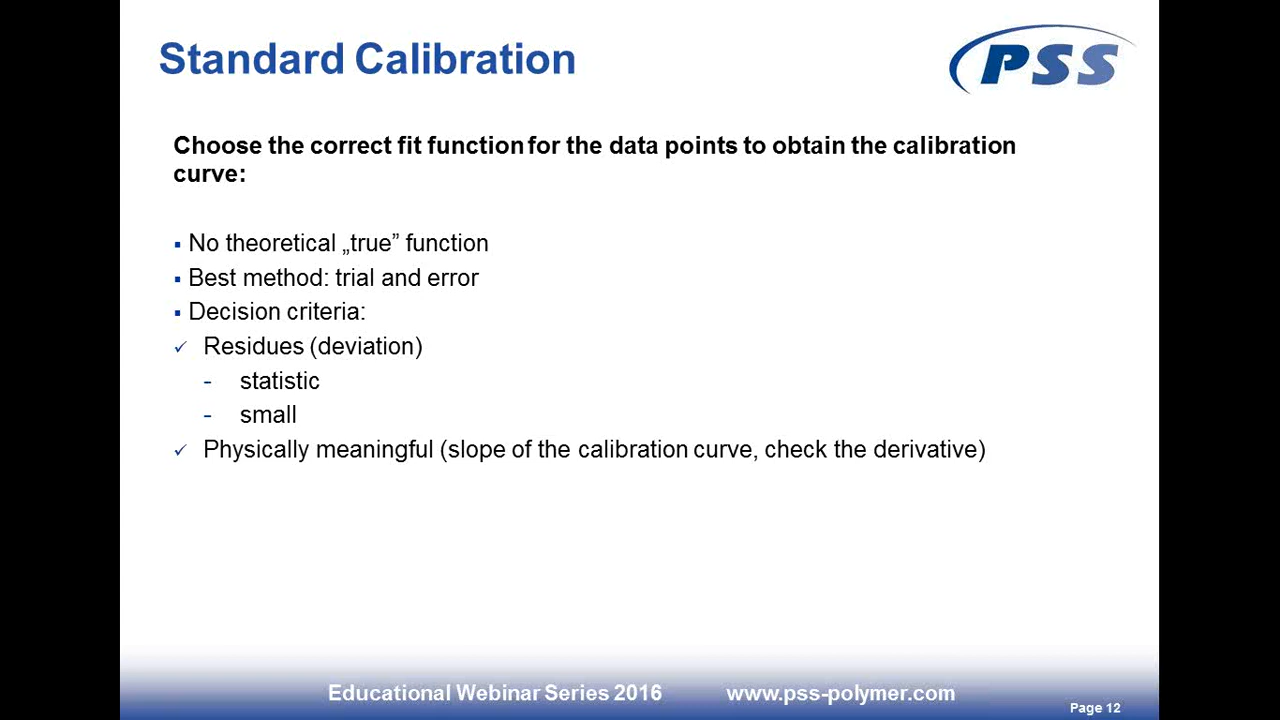 Standard Calibration
PSS
Choose the correct fit function for the data points to obtain the calibration
curve:
▪ No theoretical „true” function
▪ Best method: trial and error
▪ Decision criteria:
✓ Residues (deviation)
- statistic
- small
✓ Physically meaningful (slope of the calibration curve, check the derivative)
Educational Webinar Series 2016 www.pss-polymer.com
Page 12